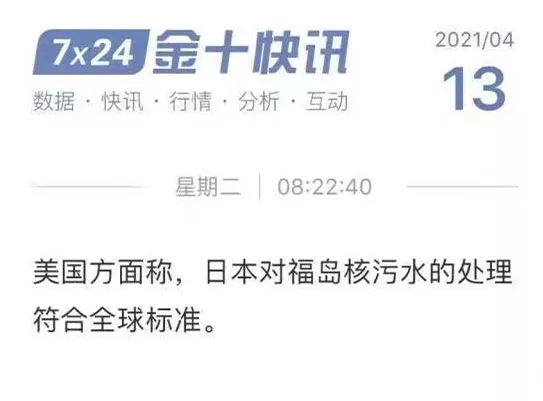 7x24 金十快讯
2021/04
13
数据 · 快讯 · 行情 · 分析 · 互动
星期二 | 08:22:40
美国方面称，日本对福岛核污水的处理
符合全球标准。